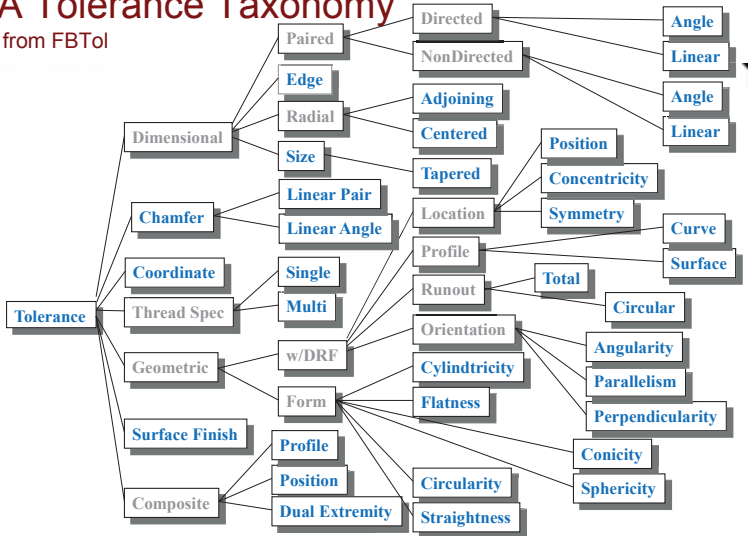 A Tolerance Taxonomy
from FBTol
Tolerance
Dimensional
Paired
Directed
Angle
Linear
NonDirected
Angle
Linear
Edge
Radial
Adjoining
Centered
Size
Tapered
Chamfer
Linear Pair
Linear Angle
Coordinate
Thread Spec
Single
Multi
Geometric
w/DRF
Location
Position
Concentricity
Symmetry
Profile
Curve
Surface
Runout
Total
Circular
Orientation
Angularity
Parallelism
Perpendicularity
Form
Cylindtricity
Flatness
Conicity
Sphericity
Circularity
Straightness
Surface Finish
Composite
Profile
Position
Dual Extremity